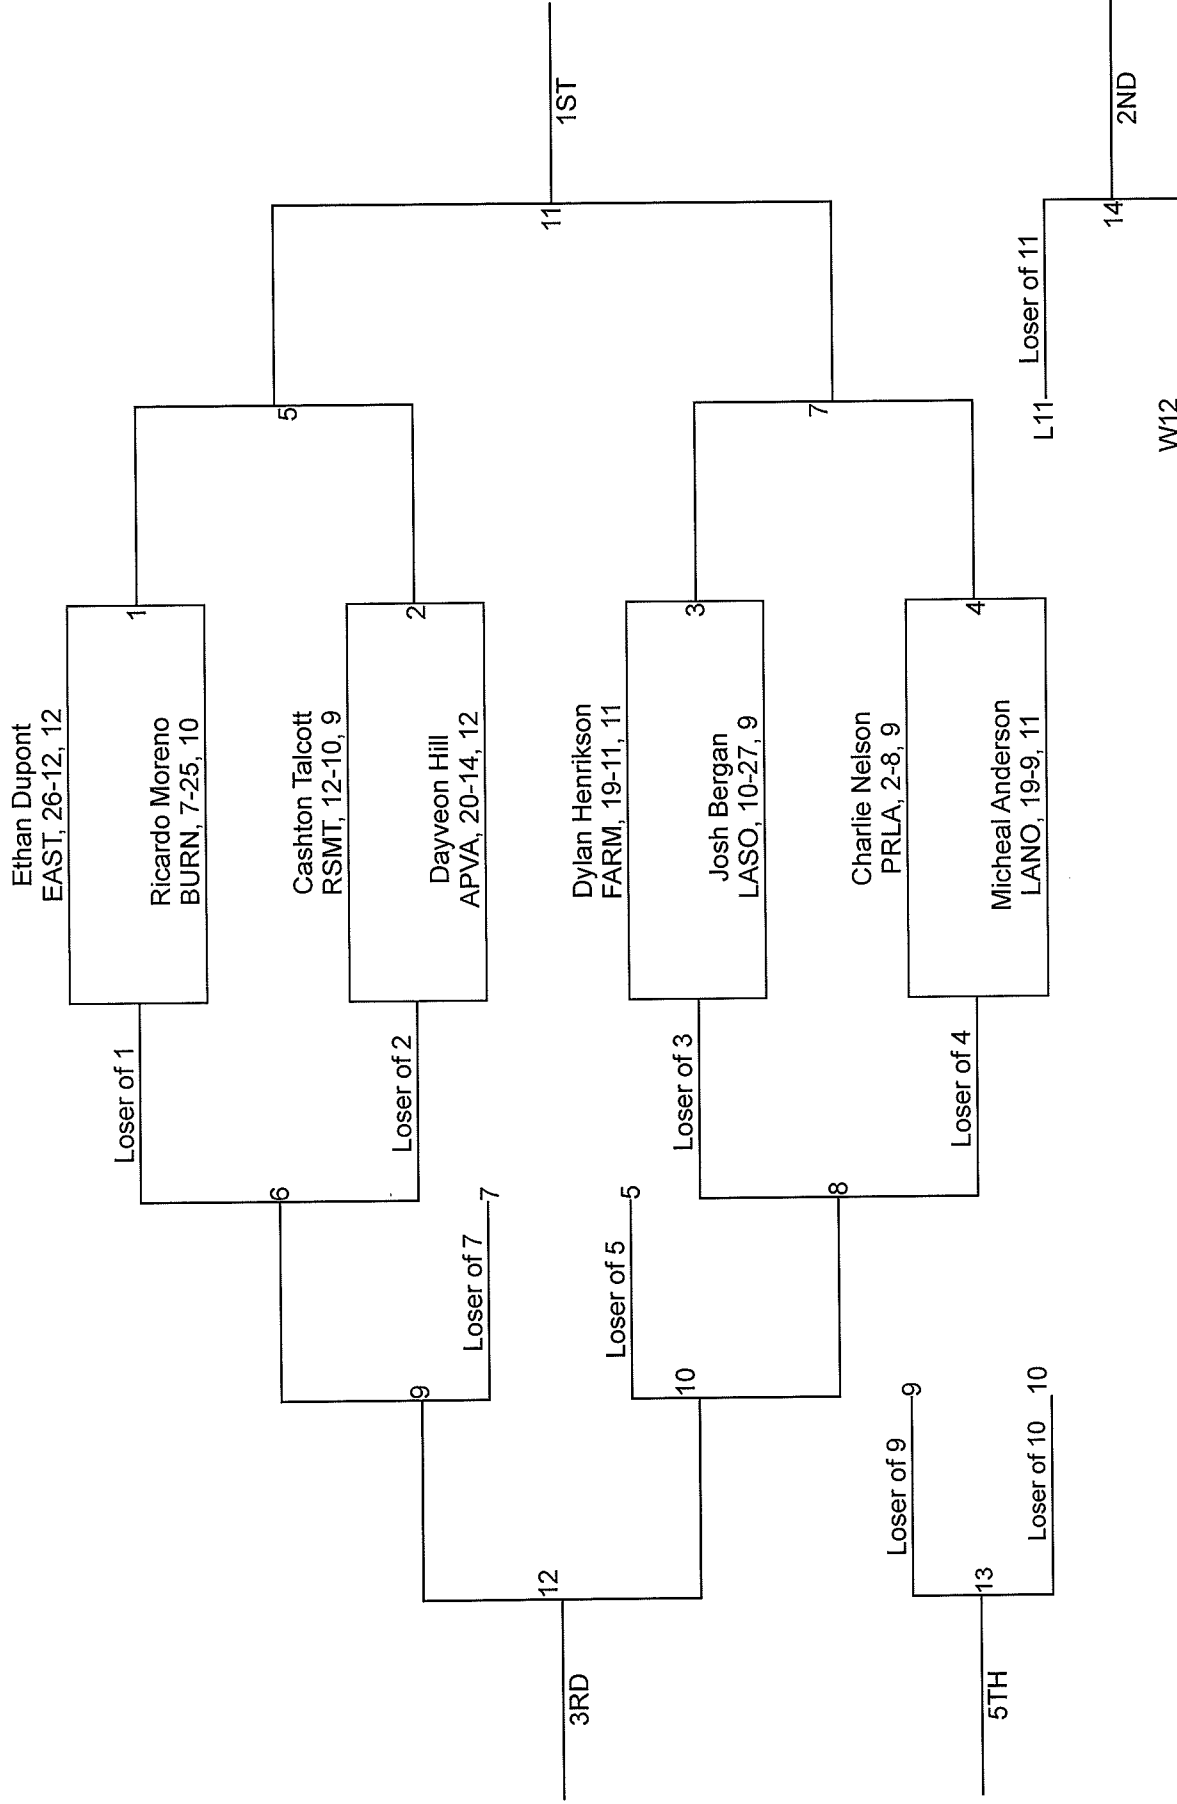 Ethan Dupont
EAST, 26-12, 12
1
Ricardo Moreno
BURN, 7-25, 10
Cashton Talcott
RSMT, 12-10, 9
2
Dayveon Hill
APVA, 20-14, 12
Dylan Henrikson
FARM, 19-11, 11
3
Josh Bergan
LASO, 10-27, 9
Charlie Nelson
PRLA, 2-8, 9
4
Micheal Anderson
LANO, 19-9, 11
5
7
11
1ST
Loser of 1
Loser of 2
6
Loser of 7
7
9
Loser of 3
Loser of 4
8
Loser of 5
5
10
12
3RD
Loser of 9
9
Loser of 10
10
13
5TH
L11
Loser of 11
14
2ND
W12